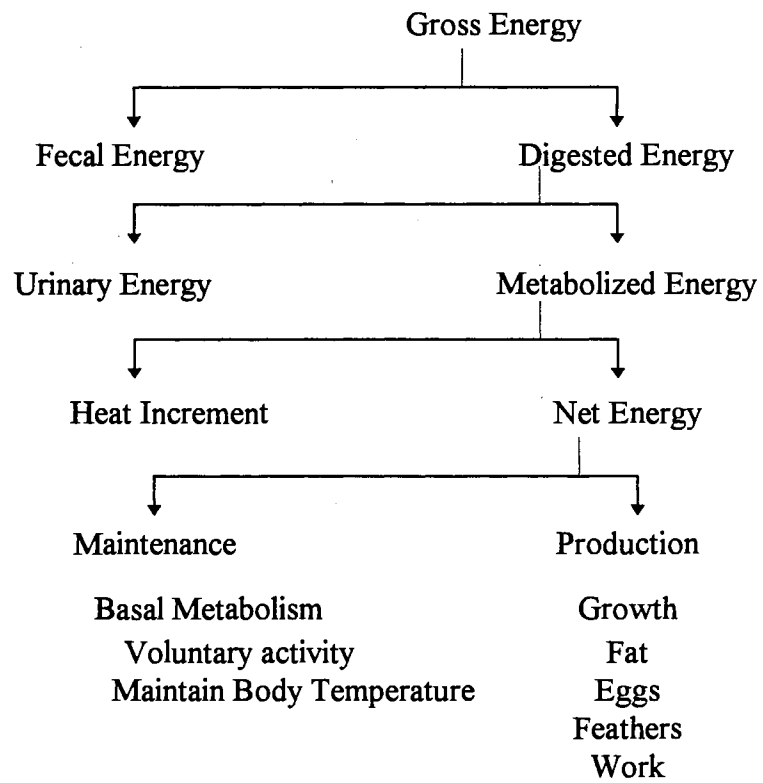 Gross Energy
Fecal Energy
Digested Energy
Urinary Energy
Metabolized Energy
Heat Increment
Net Energy
Maintenance
Production
Basal Metabolism
Growth
Voluntary activity
Fat
Maintain Body Temperature
Eggs
Feathers
Work